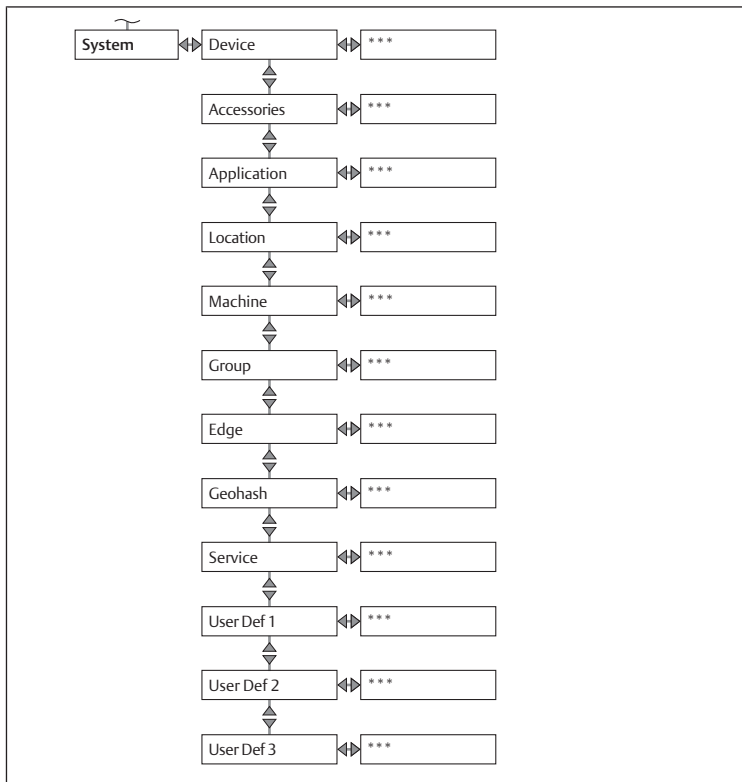 System Device ***
Accessories ***
Application ***
Location ***
Machine ***
Group ***
Edge ***
Geohash ***
Service ***
User Def 1 ***
User Def 2 ***
User Def 3 ***